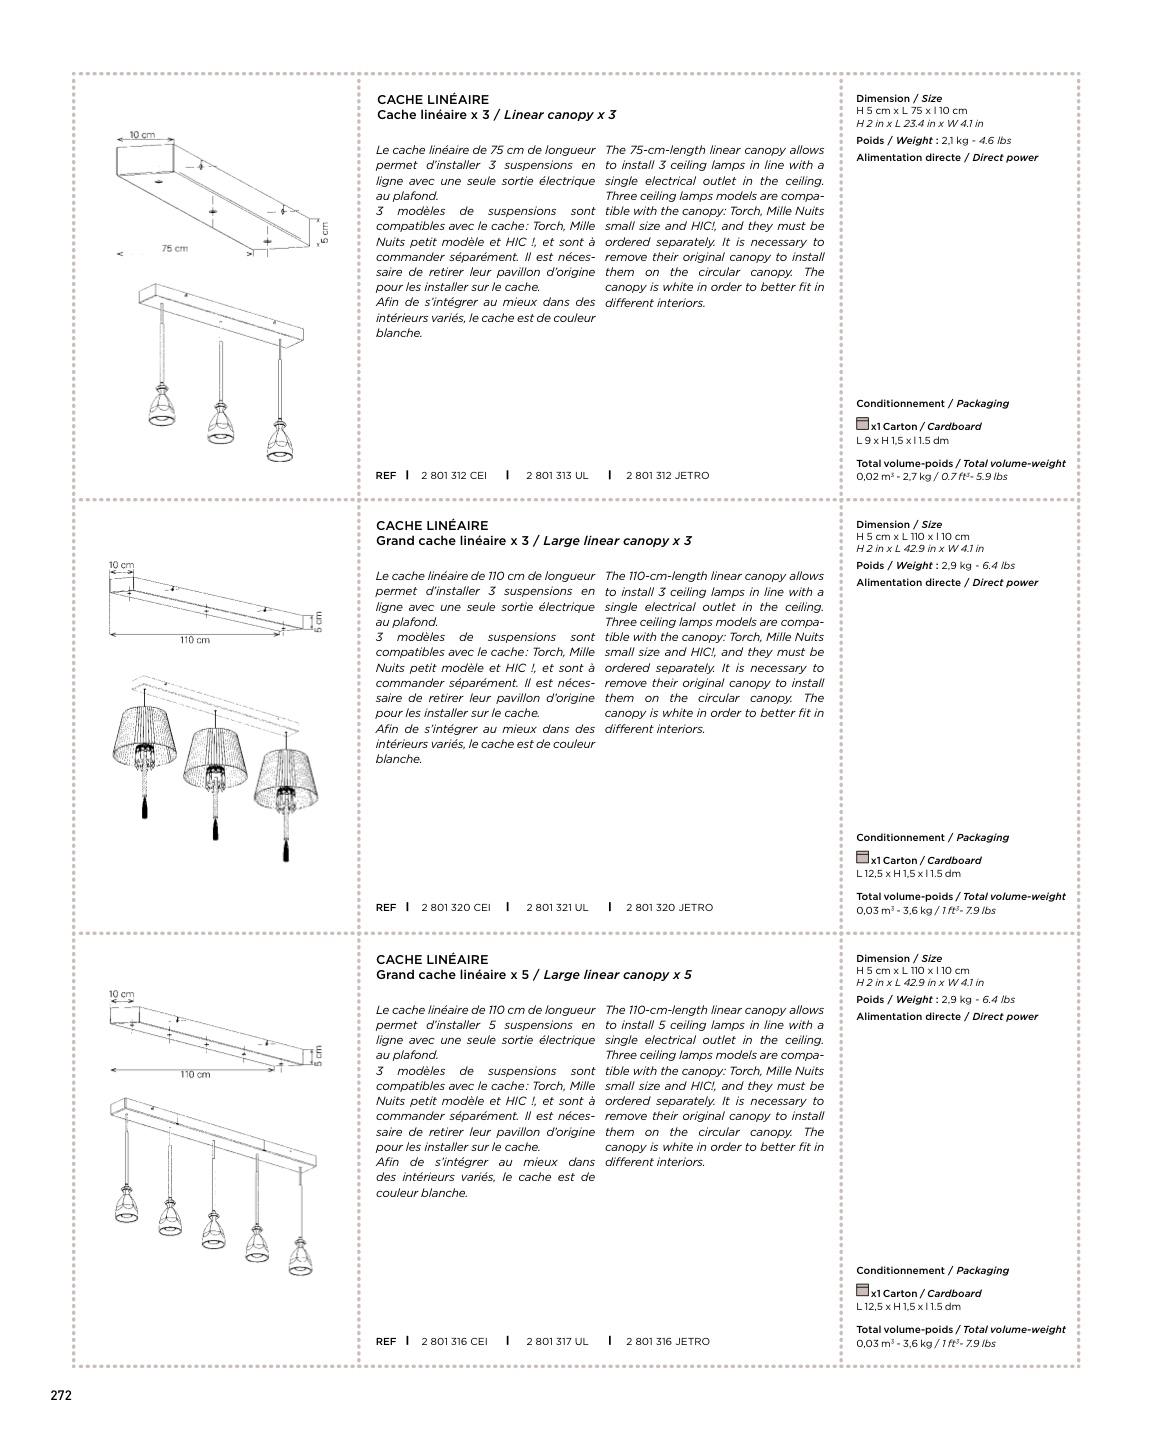 10 cm
5 cm
75 cm
CACHE LINÉAIRE
Cache linéaire x 3 / Linear canopy x 3
Le cache linéaire de 75 cm de longueur
permet d'installer 3 suspensions en
ligne avec une seule sortie électrique
au plafond.
3 modèles de suspensions sont
compatibles avec le cache : Torch, Mille
Nuits petit modèle et HIC !, et sont à
commander séparément. Il est néces-
saire de retirer leur pavillon d'origine
pour les installer sur le cache.
Afin de s'intégrer au mieux dans des
intérieurs variés, le cache est de couleur
blanche.
The 75-cm-length linear canopy allows
to install 3 ceiling lamps in line with a
single electrical outlet in the ceiling.
Three ceiling lamps models are compa-
tible with the canopy: Torch, Mille Nuits
small size and HIC!, and they must be
ordered separately. It is necessary to
remove their original canopy to install
them on the circular canopy. The
canopy is white in order to better fit in
different interiors.
REF | 2 801 312 CEI | 2 801 313 UL | 2 801 312 JETRO
Dimension / Size
H 5 cm x L 75 x l 10 cm
H 2 in x L 23.4 in x W 4.1 in
Poids / Weight : 2,1 kg - 4.6 lbs
Alimentation directe / Direct power
Conditionnement / Packaging
x1 Carton / Cardboard
L 9 x H 1,5 x l 1.5 dm
Total volume-poids / Total volume-weight
0,02 m³ - 2,7 kg / 0.7 ft³- 5.9 lbs
10 cm
5 cm
110 cm
CACHE LINÉAIRE
Grand cache linéaire x 3 / Large linear canopy x 3
Le cache linéaire de 110 cm de longueur
permet d'installer 3 suspensions en
ligne avec une seule sortie électrique
au plafond.
3 modèles de suspensions sont
compatibles avec le cache : Torch, Mille
Nuits petit modèle et HIC !, et sont à
commander séparément. Il est néces-
saire de retirer leur pavillon d'origine
pour les installer sur le cache.
Afin de s'intégrer au mieux dans des
intérieurs variés, le cache est de couleur
blanche.
The 110-cm-length linear canopy allows
to install 3 ceiling lamps in line with a
single electrical outlet in the ceiling.
Three ceiling lamps models are compa-
tible with the canopy: Torch, Mille Nuits
small size and HIC!, and they must be
ordered separately. It is necessary to
remove their original canopy to install
them on the circular canopy. The
canopy is white in order to better fit in
different interiors.
REF | 2 801 320 CEI | 2 801 321 UL | 2 801 320 JETRO
Dimension / Size
H 5 cm x L 110 x l 10 cm
H 2 in x L 42.9 in x W 4.1 in
Poids / Weight : 2,9 kg - 6.4 lbs
Alimentation directe / Direct power
Conditionnement / Packaging
x1 Carton / Cardboard
L 12,5 x H 1,5 x l 1.5 dm
Total volume-poids / Total volume-weight
0,03 m³ - 3,6 kg / 1 ft³- 7.9 lbs
10 cm
5 cm
110 cm
CACHE LINÉAIRE
Grand cache linéaire x 5 / Large linear canopy x 5
Le cache linéaire de 110 cm de longueur
permet d'installer 5 suspensions en
ligne avec une seule sortie électrique
au plafond.
3 modèles de suspensions sont
compatibles avec le cache : Torch, Mille
Nuits petit modèle et HIC !, et sont à
commander séparément. Il est néces-
saire de retirer leur pavillon d'origine
pour les installer sur le cache.
Afin de s'intégrer au mieux dans
des intérieurs variés, le cache est de
couleur blanche.
The 110-cm-length linear canopy allows
to install 5 ceiling lamps in line with a
single electrical outlet in the ceiling.
Three ceiling lamps models are compa-
tible with the canopy: Torch, Mille Nuits
small size and HIC!, and they must be
ordered separately. It is necessary to
remove their original canopy to install
them on the circular canopy. The
canopy is white in order to better fit in
different interiors.
REF | 2 801 316 CEI | 2 801 317 UL | 2 801 316 JETRO
Dimension / Size
H 5 cm x L 110 x l 10 cm
H 2 in x L 42.9 in x W 4.1 in
Poids / Weight : 2,9 kg - 6.4 lbs
Alimentation directe / Direct power
Conditionnement / Packaging
x1 Carton / Cardboard
L 12,5 x H 1,5 x l 1.5 dm
Total volume-poids / Total volume-weight
0,03 m³ - 3,6 kg / 1 ft³- 7.9 lbs
272